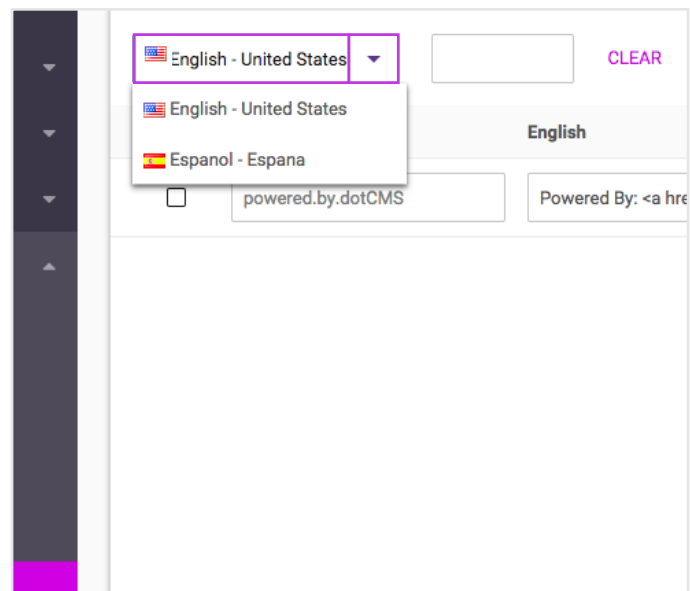 English - United States
CLEAR
English - United States
English
Espanol - Espana
powered.by.dotCMS
Powered By: <a hre